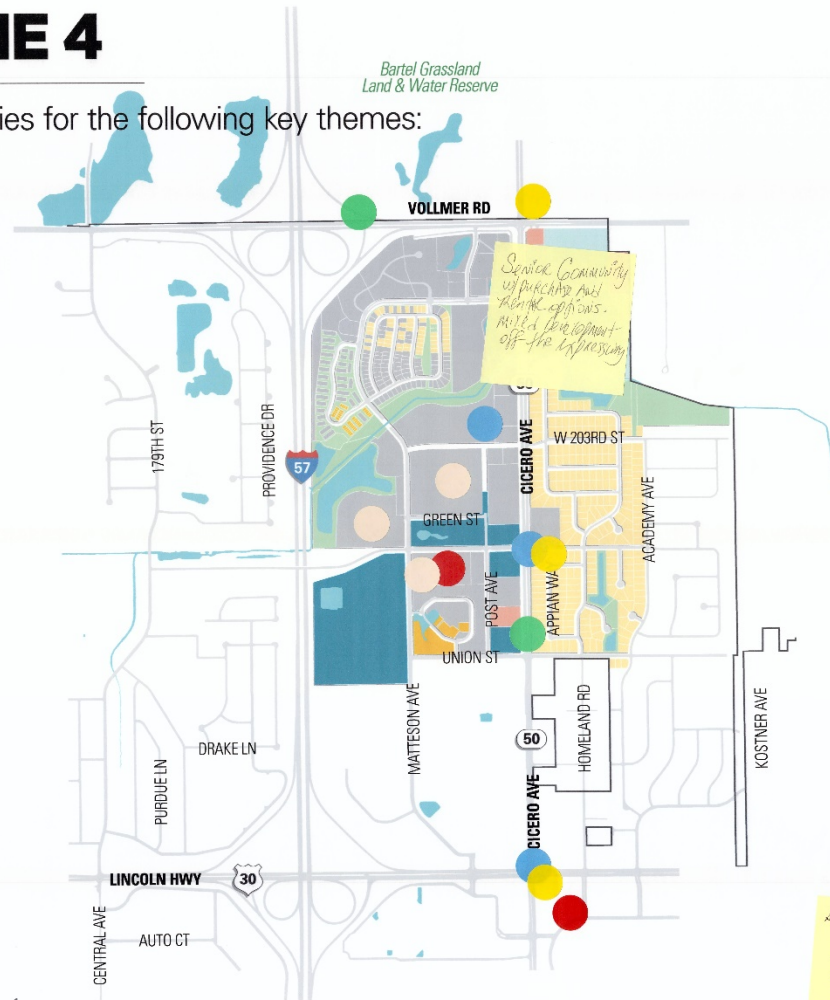 IE 4
Bartel Grassland
Land & Water Reserve
ies for the following key themes:
VOLLMER RD
Senior Community
w/purchase And
rental options.
Mixed Development
off the expressway
179TH ST
PROVIDENCE DR
57
CICERO AVE
W 203RD ST
ACADEMY AVE
GREEN ST
POST AVE
APPIAN WA
UNION ST
MATTESON AVE
50
HOMELAND RD
KOSTNER AVE
DRAKE LN
PURDUE LN
CICERO AVE
LINCOLN HWY
30
CENTRAL AVE
AUTO CT